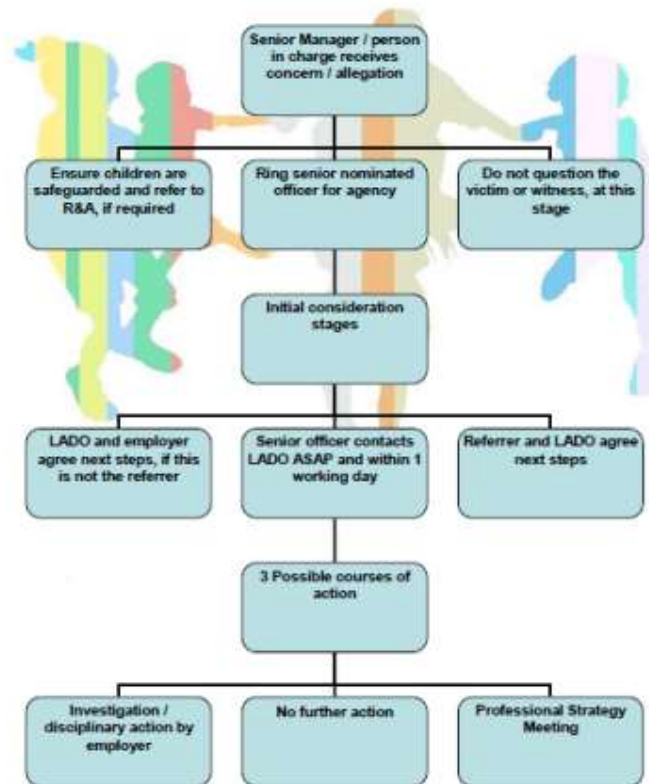 Senior Manager / person
in charge receives
concern / allegation
Ensure children are
safeguarded and refer to
R&A, if required
Ring senior nominated
officer for agency
Do not question the
victim or witness, at this
stage
Initial consideration
stages
LADO and employer
agree next steps, if this
is not the referrer
Senior officer contacts
LADO ASAP and within 1
working day
Referrer and LADO agree
next steps
3 Possible courses of
action
Investigation /
disciplinary action by
employer
No further action
Professional Strategy
Meeting